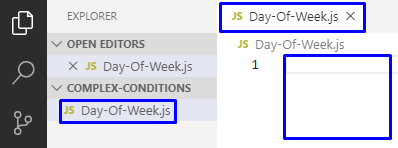 EXPLORER
OPEN EDITORS
JS Day-Of-Week.js
COMPLEX-CONDITIONS
JS Day-Of-Week.js
JS Day-Of-Week.js
JS Day-Of-Week.js
1